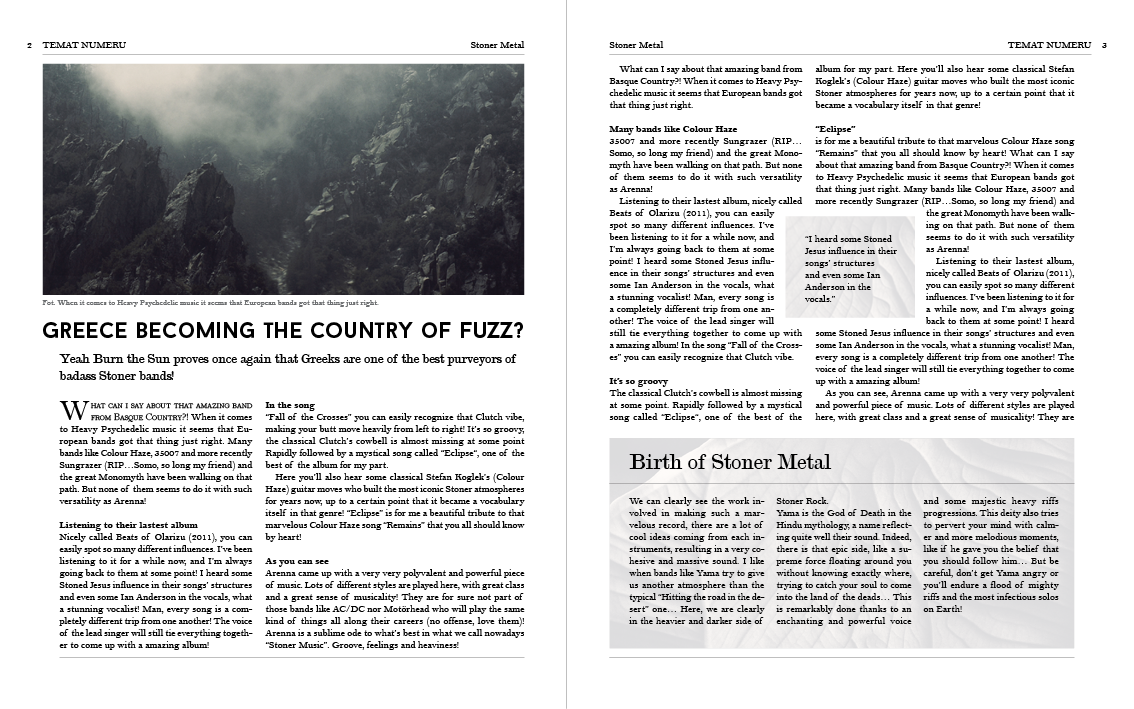 2 TEMAT NUMERU
Stoner Metal
Fot. When it comes to Heavy Psychedelic music it seems that European bands got that thing just right.
GREECE BECOMING THE COUNTRY OF FUZZ?
Yeah Burn the Sun proves once again that Greeks are one of the best purveyors of
badass Stoner bands!
WHAT CAN I SAY ABOUT THAT AMAZING BAND
FROM BASQUE COUNTRY?! When it comes
to Heavy Psychedelic music it seems that Eu-
ropean bands got that thing just right. Many
bands like Colour Haze, 35007 and more recently
Sungrazer (RIP…Somo, so long my friend) and
the great Monomyth have been walking on that
path. But none of them seems to do it with such
versatility as Arenna!
Listening to their lastest album
Nicely called Beats of Olarizu (2011), you can
easily spot so many different influences. I've been
listening to it for a while now, and I'm always
going back to them at some point! I heard some
Stoned Jesus influence in their songs' structures
and even some Ian Anderson in the vocals, what
a stunning vocalist! Man, every song is a com-
pletely different trip from one another! The voice
of the lead singer will still tie everything togeth-
er to come up with a amazing album!
In the song
"Fall of the Crosses" you can easily recognize that Clutch vibe,
making your butt move heavily from left to right! It's so groovy,
the classical Clutch's cowbell is almost missing at some point
Rapidly followed by a mystical song called "Eclipse", one of the
best of the album for my part.
Here you'll also hear some classical Stefan Koglek's (Colour
Haze) guitar moves who built the most iconic Stoner atmospheres
for years now, up to a certain point that it became a vocabulary
itself in that genre! "Eclipse" is for me a beautiful tribute to that
marvelous Colour Haze song "Remains" that you all should know
by heart!
As you can see
Arenna came up with a very very polyvalent and powerful piece
of music. Lots of different styles are played here, with great class
and a great sense of musicality! They are for sure not part of
those bands like AC/DC nor Motörhead who will play the same
kind of things all along their careers (no offense, love them)!
Arenna is a sublime ode to what's best in what we call nowadays
"Stoner Music". Groove, feelings and heaviness!
Stoner Metal
TEMAT NUMERU 3
What can I say about that amazing band from
Basque Country?! When it comes to Heavy Psy-
chedelic music it seems that European bands got
that thing just right.
Many bands like Colour Haze
35007 and more recently Sungrazer (RIP…
Somo, so long my friend) and the great Mono-
myth have been walking on that path. But none
of them seems to do it with such versatility
as Arenna!
Listening to their lastest album, nicely called
Beats of Olarizu (2011), you can easily
spot so many different influences. I've
been listening to it for a while now, and
I'm always going back to them at some
point! I heard some Stoned Jesus influ-
ence in their songs' structures and even
some Ian Anderson in the vocals, what
a stunning vocalist! Man, every song is
a completely different trip from one an-
other! The voice of the lead singer will
still tie everything together to come up with
a amazing album! In the song "Fall of the Cross-
es" you can easily recognize that Clutch vibe.
It's so groovy
The classical Clutch's cowbell is almost missing
at some point. Rapidly followed by a mystical
song called "Eclipse", one of the best of the
album for my part. Here you'll also hear some classical Stefan
Koglek's (Colour Haze) guitar moves who built the most iconic
Stoner atmospheres for years now, up to a certain point that it
became a vocabulary itself in that genre!
"Eclipse"
is for me a beautiful tribute to that marvelous Colour Haze song
"Remains" that you all should know by heart! What can I say
about that amazing band from Basque Country?! When it comes
to Heavy Psychedelic music it seems that European bands got
that thing just right. Many bands like Colour Haze, 35007 and
more recently Sungrazer (RIP…Somo, so long my friend) and
the great Monomyth have been walk-
ing on that path. But none of them
seems to do it with such versatility
as Arenna!
Listening to their lastest album,
nicely called Beats of Olarizu (2011),
you can easily spot so many different
influences. I've been listening to it for
a while now, and I'm always going
back to them at some point! I heard
some Stoned Jesus influence in their songs' structures and even
some Ian Anderson in the vocals, what a stunning vocalist! Man,
every song is a completely different trip from one another! The
voice of the lead singer will still tie everything together to come
up with a amazing album!
As you can see, Arenna came up with a very very polyvalent
and powerful piece of music. Lots of different styles are played
here, with great class and a great sense of musicality! They are
"I heard some Stoned
Jesus influence in their
songs' structures
and even some Ian
Anderson in the
vocals."
Birth of Stoner Metal
We can clearly see the work in-
volved in making such a mar-
velous record, there are a lot of
cool ideas coming from each in-
struments, resulting in a very co-
hesive and massive sound. I like
when bands like Yama try to give
us another atmosphere than the
typical "Hitting the road in the de-
sert" one… Here, we are clearly
in the heavier and darker side of
Stoner Rock.
Yama is the God of Death in the
Hindu mythology, a name reflect-
ing quite well their sound. Indeed,
there is that epic side, like a su-
preme force floating around you
without knowing exactly where,
trying to catch your soul to come
into the land of the deads… This
is remarkably done thanks to an
enchanting and powerful voice
and some majestic heavy riffs
progressions. This deity also tries
to pervert your mind with calm-
er and more melodious moments,
like if he gave you the belief that
you should follow him… But be
careful, don't get Yama angry or
you'll endure a flood of mighty
riffs and the most infectious solos
on Earth!